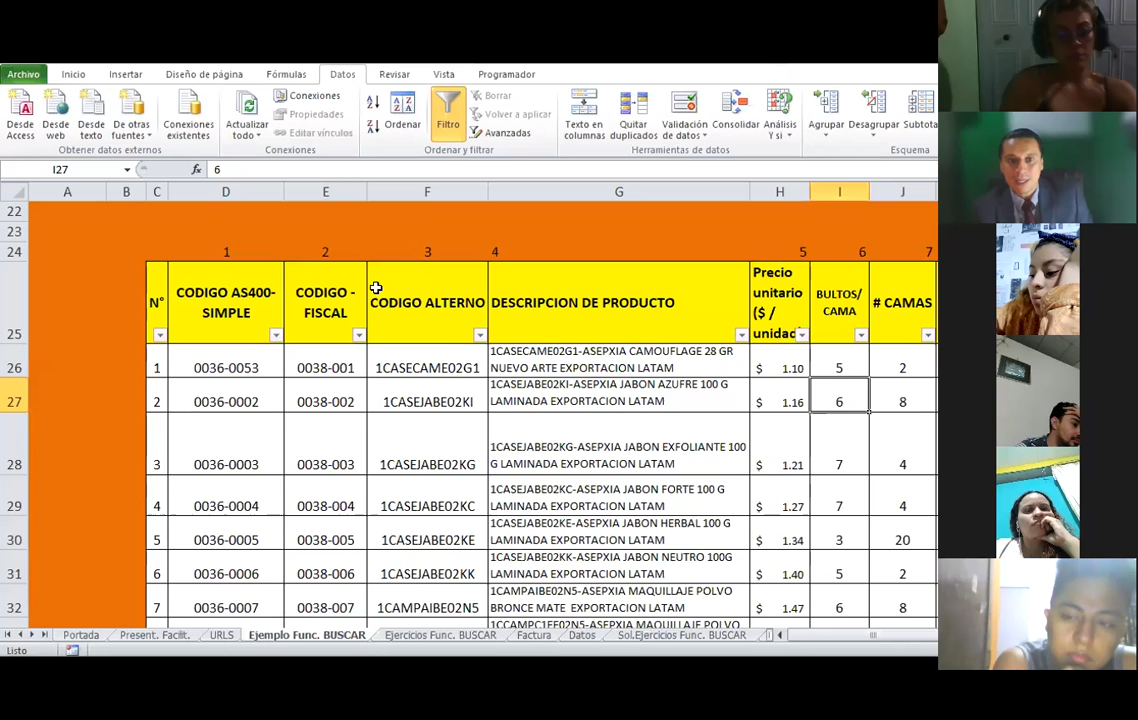 Archivo Inicio Insertar Diseño de página Fórmulas Datos Revisar Vista Programador
Desde Access
Desde web
Desde texto
De otras fuentes
Conexiones existentes
Actualizar todo
Conexiones
Propiedades
Editar vínculos
Ordenar
Filtro
Borrar
Volver a aplicar
Avanzadas
Texto en columnas
Quitar duplicados
Validación de datos
Consolidar
Análisis Y si
Agrupar
Desagrupar
Subtota
Obtener datos externos Conexiones Ordenar y filtrar Herramientas de datos Esquema
I27 fx 6
A B C D E F G H I J
22
23
24 1 2 3 4 5 6 7
25 N° CODIGO AS400-SIMPLE CODIGO - FISCAL CODIGO ALTERNO DESCRIPCION DE PRODUCTO Precio unitario ($ / unidad BULTOS/ CAMA # CAMAS
26 1 0036-0053 0038-001 1CASECAME02G1 1CASECAME02G1-ASEPXIA CAMOUFLAGE 28 GR NUEVO ARTE EXPORTACION LATAM $ 1.10 5 2
27 2 0036-0002 0038-002 1CASEJABE02KI 1CASEJABE02KI-ASEPXIA JABON AZUFRE 100 G LAMINADA EXPORTACION LATAM $ 1.16 6 8
28 3 0036-0003 0038-003 1CASEJABE02KG 1CASEJABE02KG-ASEPXIA JABON EXFOLIANTE 100 G LAMINADA EXPORTACION LATAM $ 1.21 7 4
29 4 0036-0004 0038-004 1CASEJABE02KC 1CASEJABE02KC-ASEPXIA JABON FORTE 100 G LAMINADA EXPORTACION LATAM $ 1.27 7 4
30 5 0036-0005 0038-005 1CASEJABE02KE 1CASEJABE02KE-ASEPXIA JABON HERBAL 100 G LAMINADA EXPORTACION LATAM $ 1.34 3 20
31 6 0036-0006 0038-006 1CASEJABE02KK 1CASEJABE02KK-ASEPXIA JABON NEUTRO 100G LAMINADA EXPORTACION LATAM $ 1.40 5 2
32 7 0036-0007 0038-007 1CAMPAIBE02N5 1CAMPAIBE02N5-ASEPXIA MAQUILLAJE POLVO BRONCE MATE EXPORTACION LATAM $ 1.47 6 8
MAQUILLAJE POLVO
Portada Present. Facilit. URLS Ejemplo Func. BUSCAR Ejercicios Func. BUSCAR Factura Datos Sol.Ejercicios Func. BUSCAR
Listo